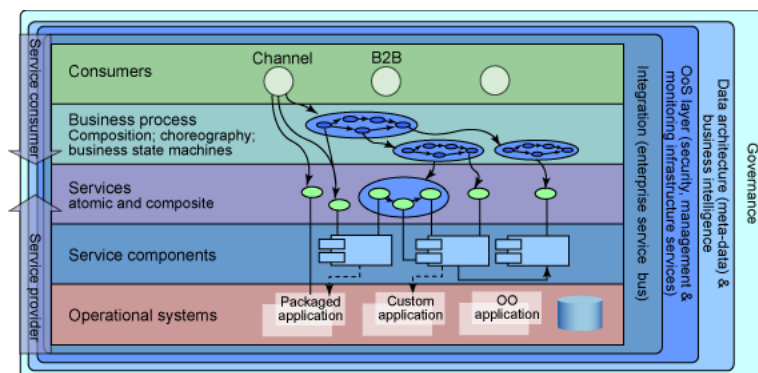 Service consumer
Service provider
Consumers
Channel
B2B
Business process
Composition; choreography;
business state machines
Services
atomic and composite
Service components
Operational systems
Packaged
application
Custom
application
OO
application
Integration (enterprise service bus)
QoS layer (security, management &
monitoring infrastructure services)
Data architecture (meta-data) &
business intelligence
Governance